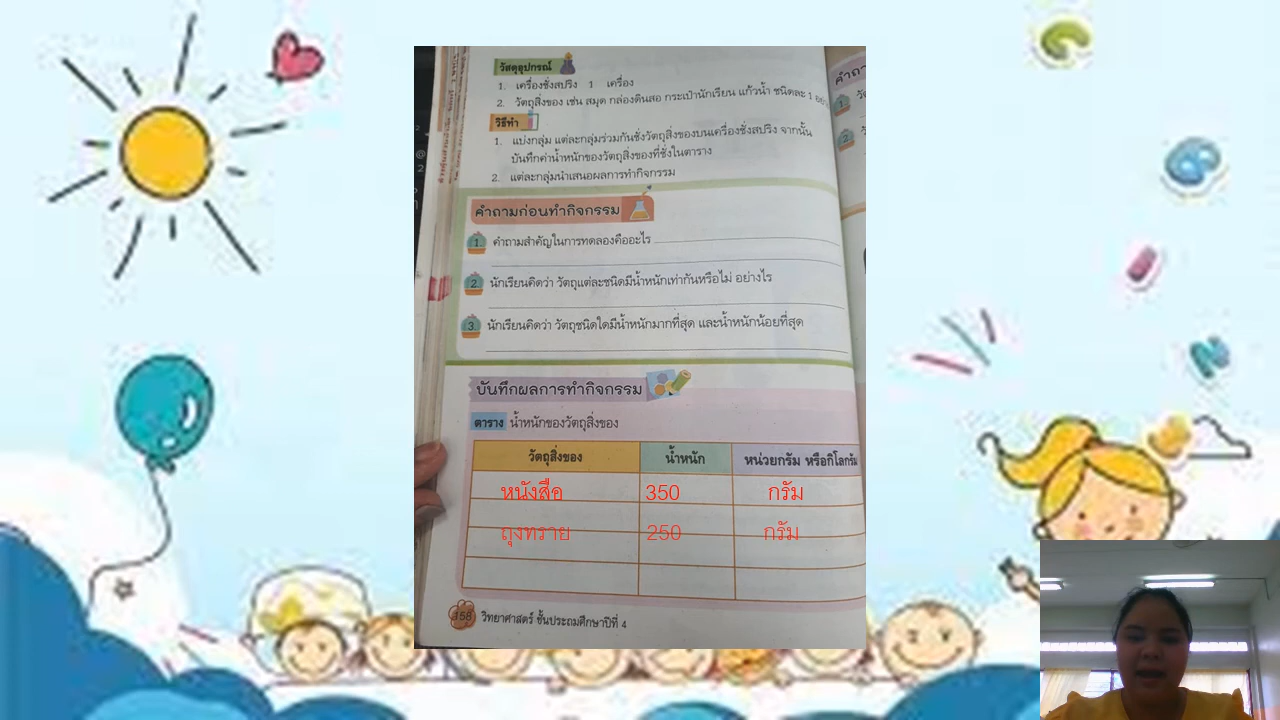 วัสดุอุปกรณ์
1. เครื่องชั่งสปริง 1 เครื่อง
2. วัตถุสิ่งของ เช่น สมุด กล่องดินสอ กระเป๋านักเรียน แก้วน้ำ ชนิดละ 1
วิธีทำ
1. แบ่งกลุ่ม แต่ละกลุ่มร่วมกันชั่งวัตถุสิ่งของบนเครื่องชั่งสปริง จากนั้น
บันทึกค่าน้ำหนักของวัตถุสิ่งของที่ชั่งในตาราง
2. แต่ละกลุ่มนำเสนอผลการทำกิจกรรม
คำถามก่อนทำกิจกรรม
1. คำถามสำคัญในการทดลองคืออะไร
2. นักเรียนคิดว่า วัตถุแต่ละชนิดมีน้ำหนักเท่ากันหรือไม่ อย่างไร
3. นักเรียนคิดว่า วัตถุชนิดใดมีน้ำหนักมากที่สุด และน้ำหนักน้อยที่สุด
บันทึกผลการทำกิจกรรม
ตาราง น้ำหนักของวัตถุสิ่งของ
วัตถุสิ่งของ น้ำหนัก หน่วยกรัม หรือกิโลกรัม
หนังสือ 350 กรัม
ถุงทราย 250 กรัม
158 วิทยาศาสตร์ ชั้นประถมศึกษาปีที่ 4